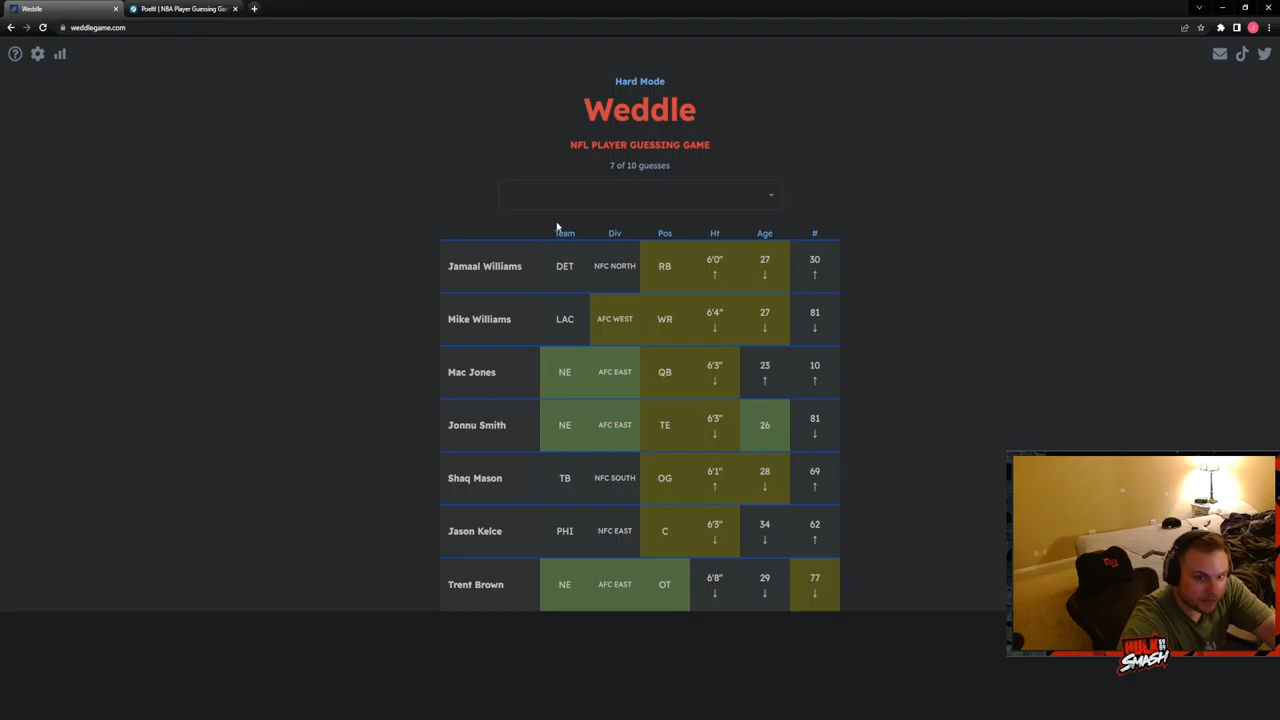 Weddle
Poeltl | NBA Player Guessing Ga
weddlegame.com
Hard Mode
Weddle
NFL PLAYER GUESSING GAME
7 of 10 guesses
Team Div Pos Ht Age #
Jamaal Williams DET NFC NORTH RB 6'0" ↑ 27 ↓ 30 ↑
Mike Williams LAC AFC WEST WR 6'4" ↓ 27 ↓ 81 ↓
Mac Jones NE AFC EAST QB 6'3" ↓ 23 ↑ 10 ↑
Jonnu Smith NE AFC EAST TE 6'3" ↓ 26 81 ↓
Shaq Mason TB NFC SOUTH OG 6'1" ↑ 28 ↓ 69 ↑
Jason Kelce PHI NFC EAST C 6'3" ↓ 34 ↓ 62 ↑
Trent Brown NE AFC EAST OT 6'8" ↓ 29 ↓ 77 ↓
HULK
SMASH